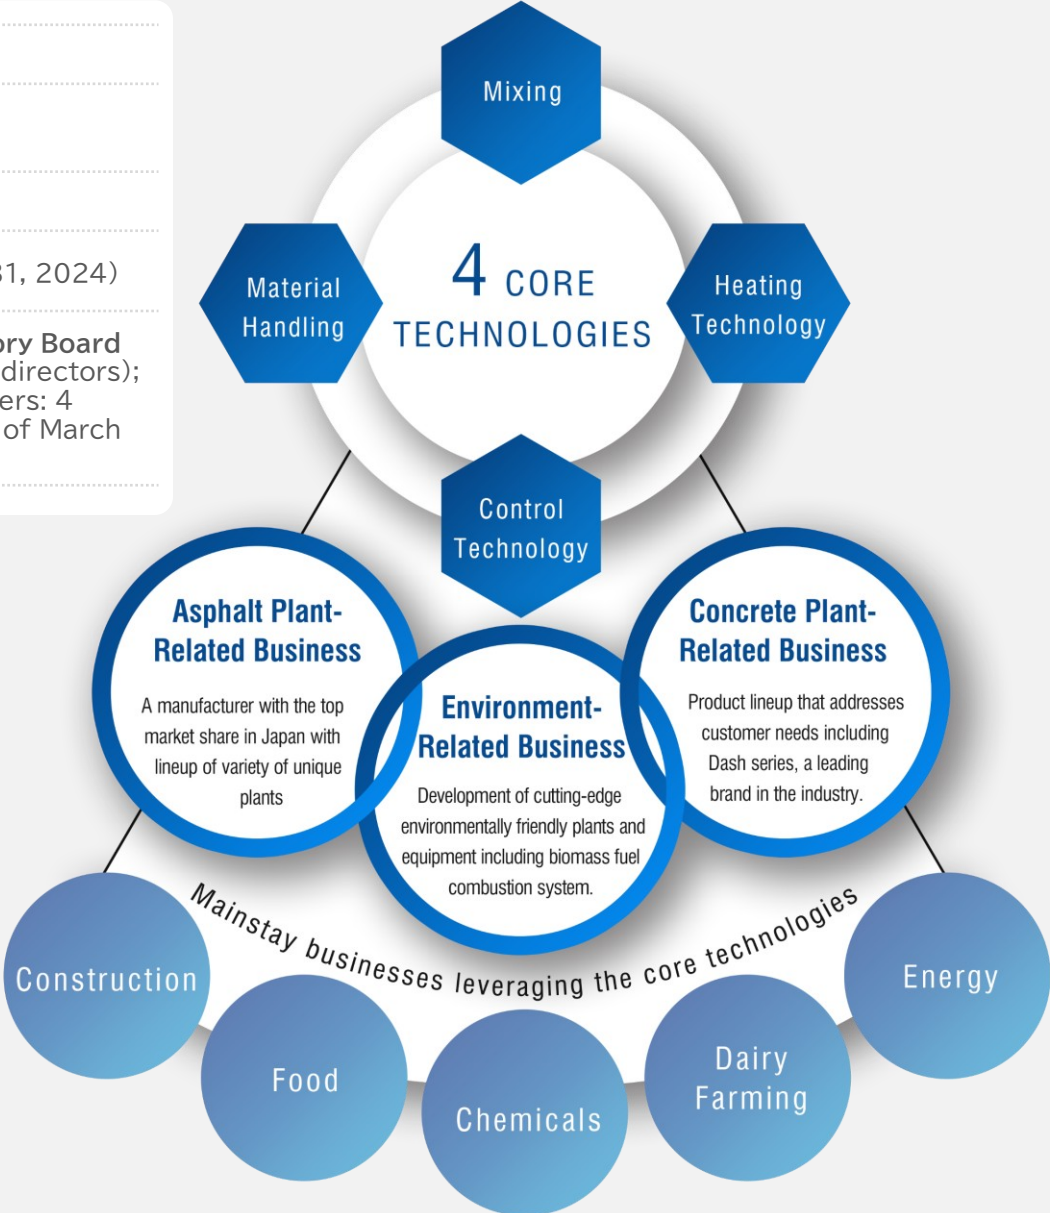 31, 2024)
ory Board
directors);
ers: 4
of March
Mixing
4 CORE
TECHNOLOGIES
Material
Handling
Heating
Technology
Control
Technology
Asphalt Plant-
Related Business
A manufacturer with the top
market share in Japan with
lineup of variety of unique
plants
Environment-
Related Business
Development of cutting-edge
environmentally friendly plants and
equipment including biomass fuel
combustion system.
Concrete Plant-
Related Business
Product lineup that addresses
customer needs including
Dash series, a leading
brand in the industry.
Mainstay businesses leveraging the core technologies
Construction
Food
Chemicals
Dairy
Farming
Energy